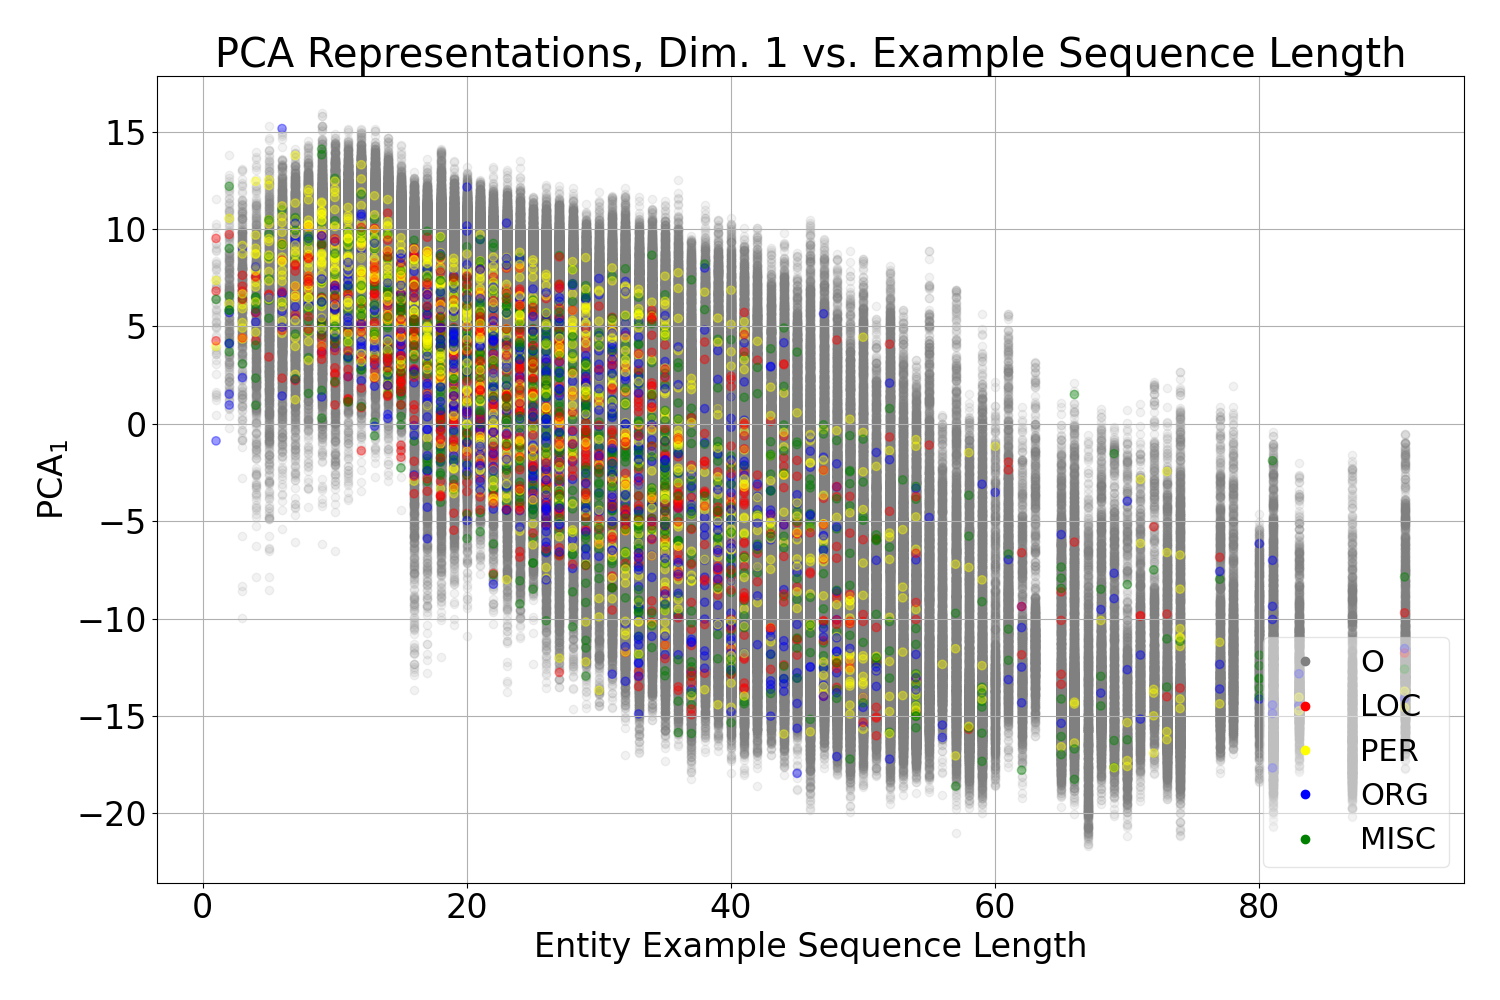 PCA Representations, Dim. 1 vs. Example Sequence Length
15
10
5
0
−5
−10
−15
−20
PCA₁
0 20 40 60 80
Entity Example Sequence Length
O
LOC
PER
ORG
MISC